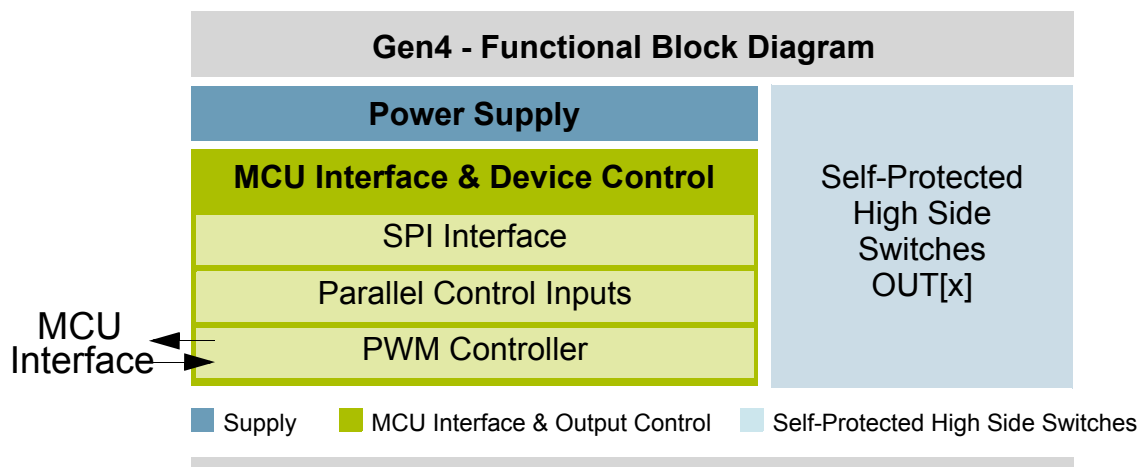 Gen4 - Functional Block Diagram
Power Supply
MCU Interface & Device Control
SPI Interface
Parallel Control Inputs
PWM Controller
Self-Protected
High Side
Switches
OUT[x]
MCU
Interface
Supply
MCU Interface & Output Control
Self-Protected High Side Switches